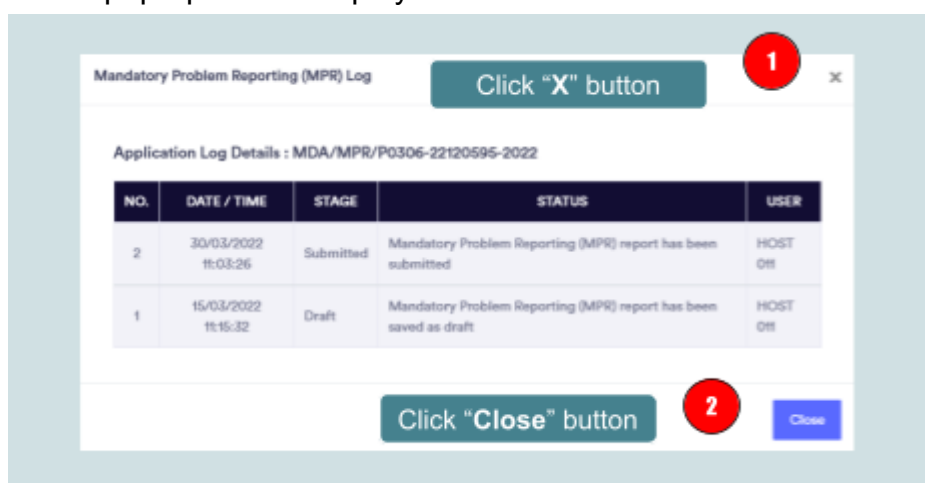 1
Mandatory Problem Reporting (MPR) Log
Click “X” button
×
Application Log Details : MDA/MPR/P0306-22120595-2022
NO. DATE / TIME STAGE STATUS USER
2 30/03/2022 11:03:26 Submitted Mandatory Problem Reporting (MPR) report has been submitted HOST 011
1 15/03/2022 11:15:32 Draft Mandatory Problem Reporting (MPR) report has been saved as draft HOST 011
Click “Close” button
2
Close